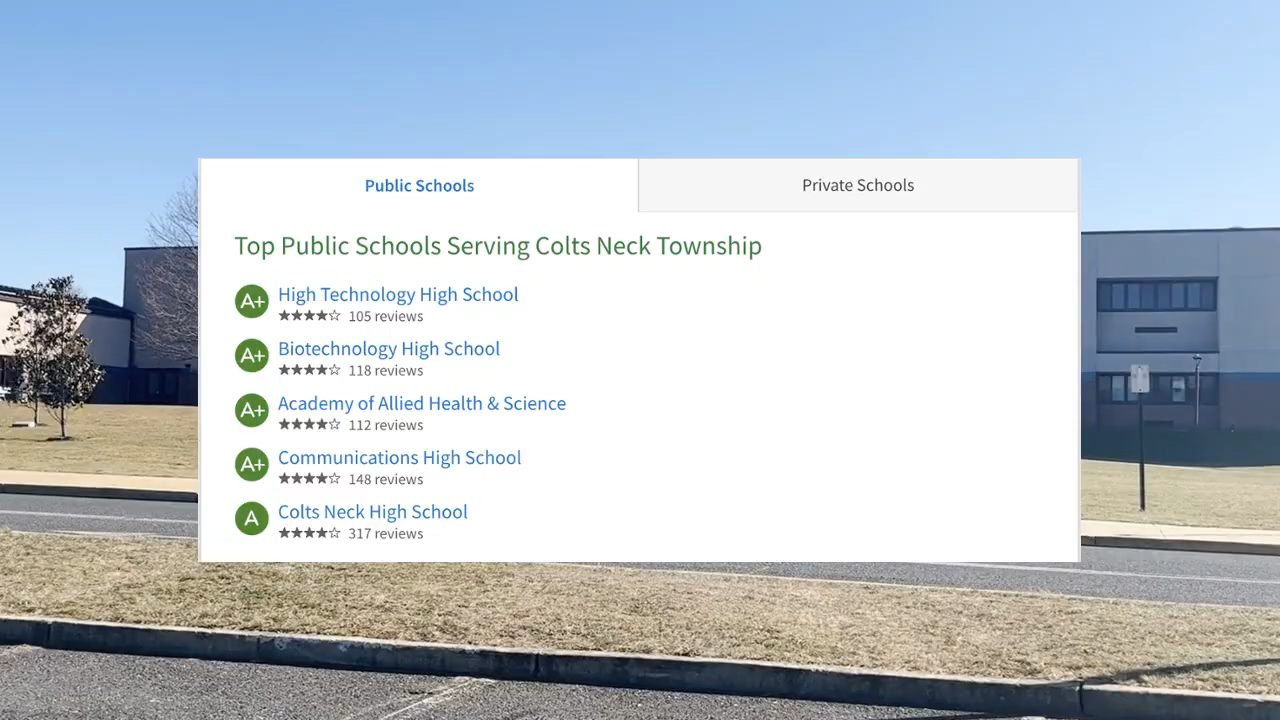 Public Schools
Private Schools
Top Public Schools Serving Colts Neck Township
A+ High Technology High School
★★★★☆ 105 reviews
A+ Biotechnology High School
★★★★☆ 118 reviews
A+ Academy of Allied Health & Science
★★★★☆ 112 reviews
A+ Communications High School
★★★★☆ 148 reviews
A Colts Neck High School
★★★★☆ 317 reviews